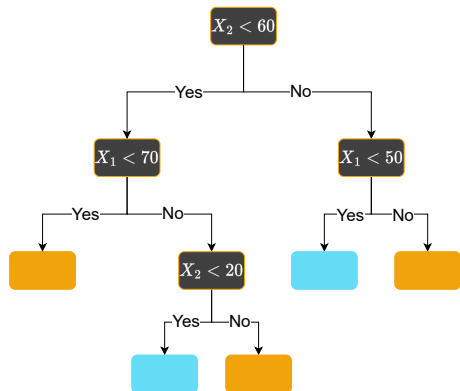 X₂ < 60
Yes No
X₁ < 70 X₁ < 50
Yes No Yes No
X₂ < 20
Yes No